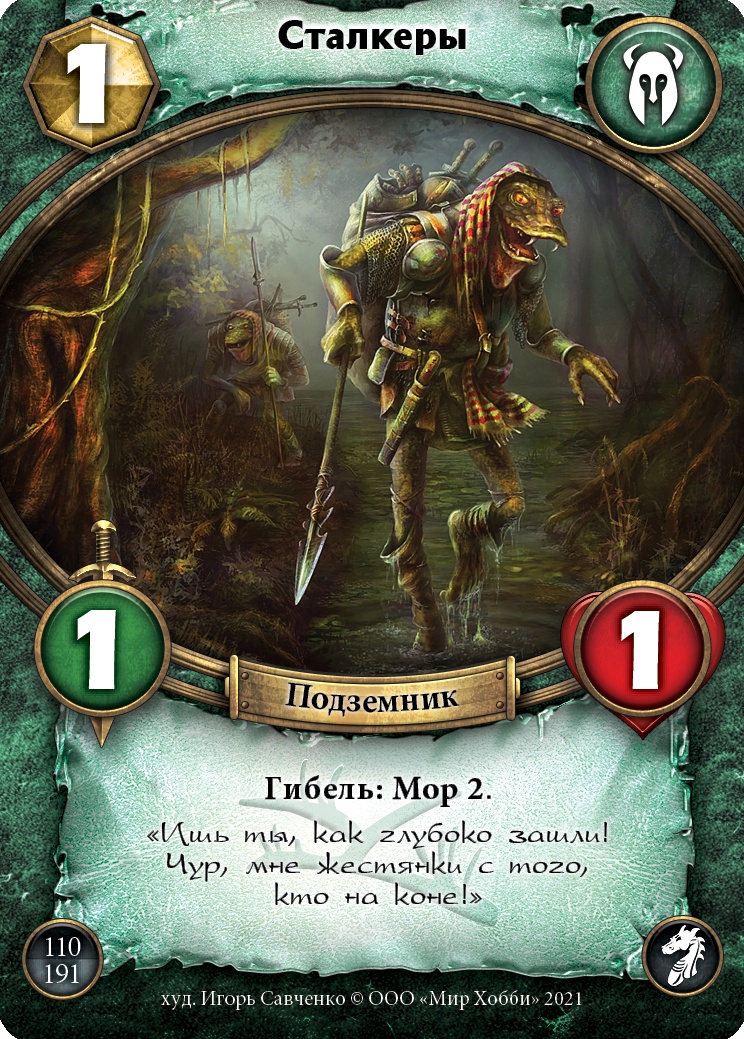 Сталкеры
1
1
1
Подземник
Гибель: Мор 2.
«Ишь ты, как глубоко зашли!
Чур, мне жестянки с того,
кто на коне!»
110
191
худ. Игорь Савченко © ООО «Мир Хобби» 2021